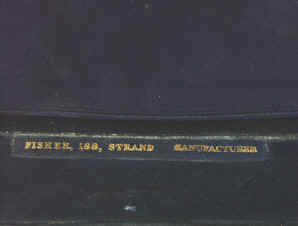 FISHER, 188, STRAND MANUFACTURER